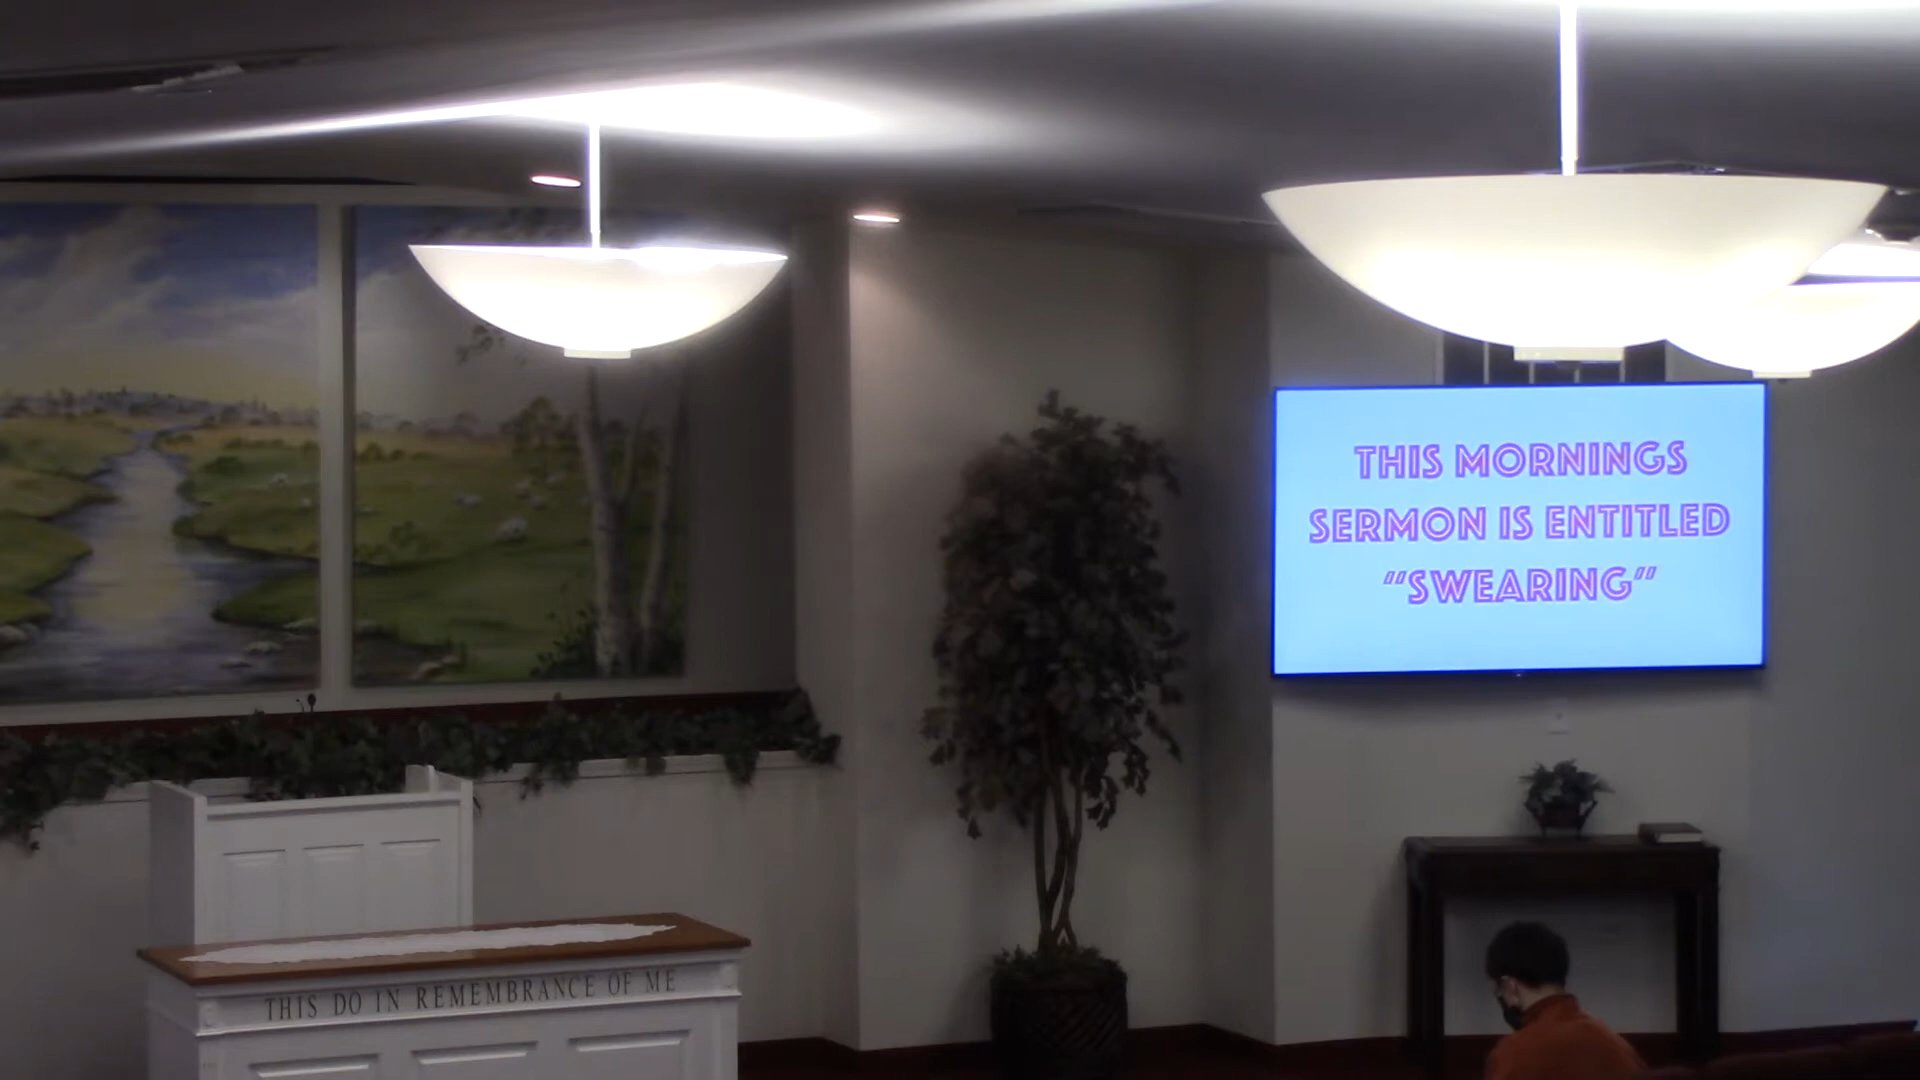 THIS MORNINGS
SERMON IS ENTITLED
“SWEARING”
THIS DO IN REMEMBRANCE OF ME